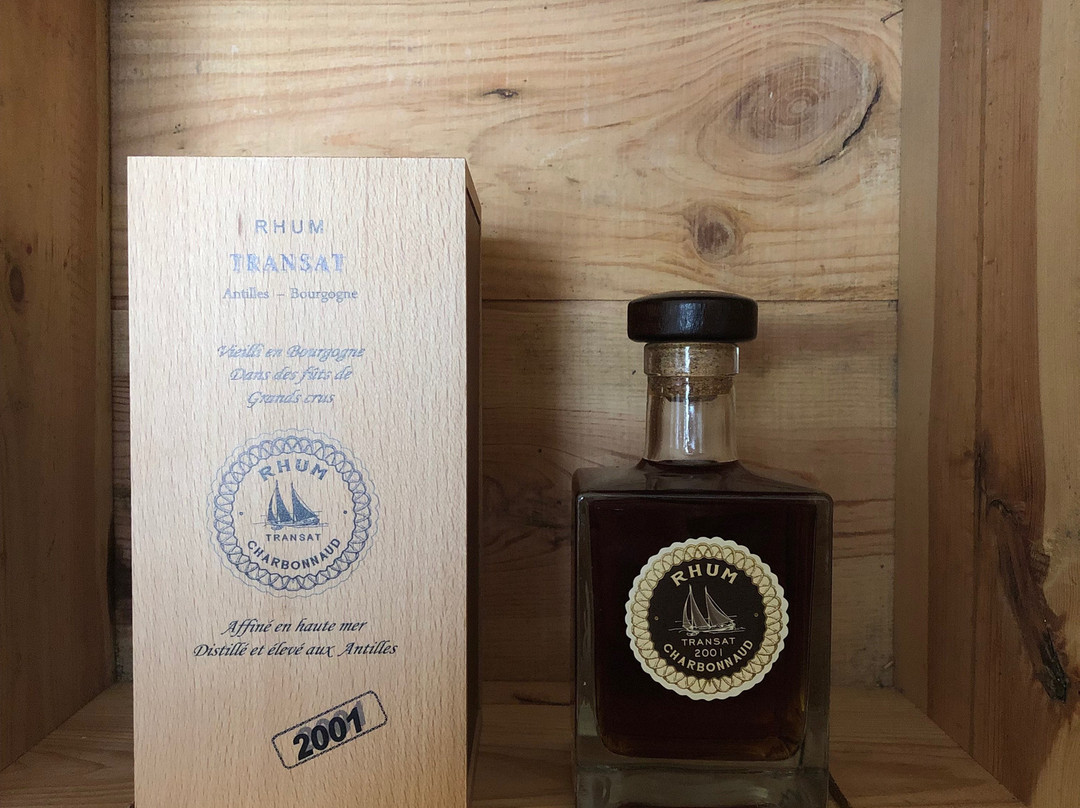 RHUM
TRANSAT
Antilles – Bourgogne
Vieilli en Bourgogne
Dans des fûts de
Grands crus
RHUM
TRANSAT
CHARBONNAUD
Affiné en haute mer
Distillé et élevé aux Antilles
2001
RHUM
TRANSAT
2001
CHARBONNAUD